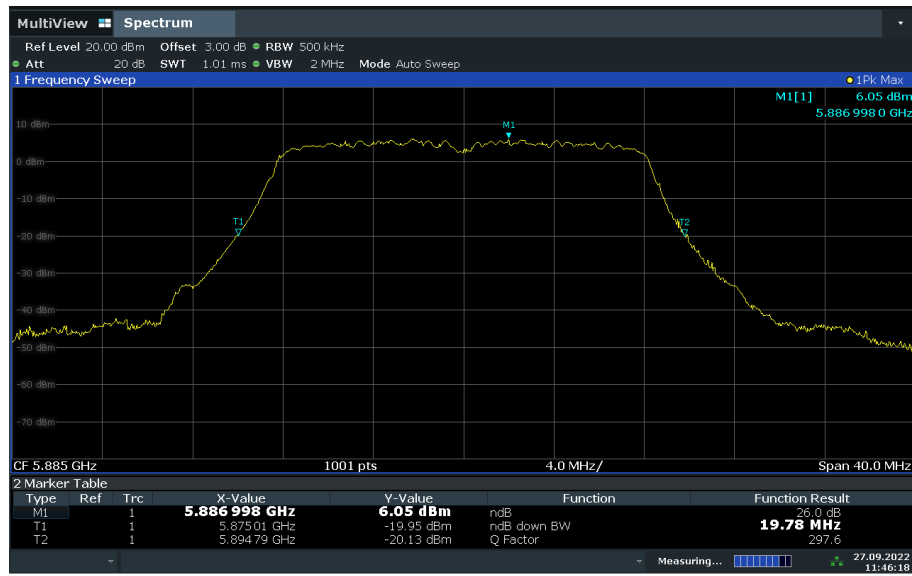 MultiView Spectrum
Ref Level 20.00 dBm Offset 3.00 dB RBW 500 kHz
Att 20 dB SWT 1.01 ms VBW 2 MHz Mode Auto Sweep
1 Frequency Sweep 1Pk Max
M1[1] 6.05 dBm
5.886 998 0 GHz
10 dBm
M1
0 dBm
-10 dBm
T1
T2
-20 dBm
-30 dBm
-40 dBm
-50 dBm
-60 dBm
-70 dBm
CF 5.885 GHz 1001 pts 4.0 MHz/ Span 40.0 MHz
2 Marker Table
Type Ref Trc X-Value Y-Value Function Function Result
M1 1 5.886 998 GHz 6.05 dBm ndB 26.0 dB
T1 1 5.87501 GHz -19.95 dBm ndB down BW 19.78 MHz
T2 1 5.89479 GHz -20.13 dBm Q Factor 297.6
Measuring... 27.09.2022
11:46:18